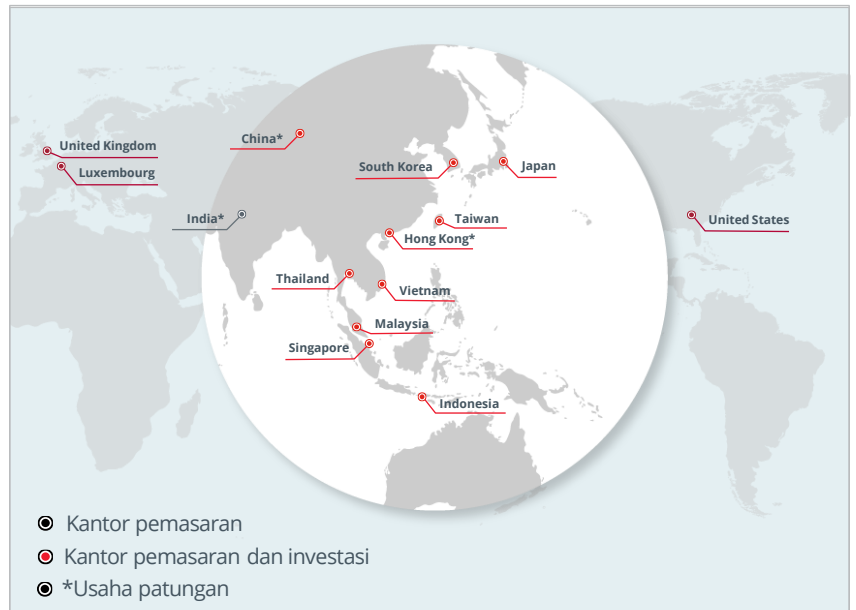 United Kingdom
China*
South Korea
Japan
Luxembourg
India*
Taiwan
United States
Hong Kong*
Thailand
Vietnam
Malaysia
Singapore
Indonesia
Kantor pemasaran
Kantor pemasaran dan investasi
*Usaha patungan